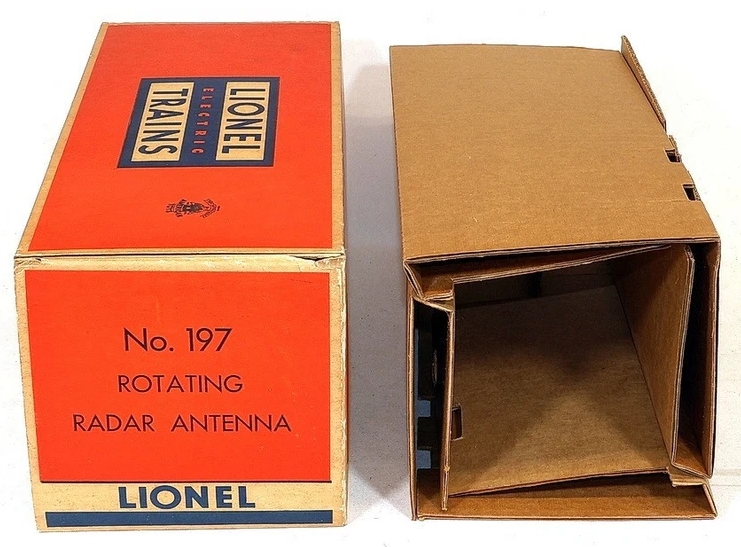 LIONEL
ELECTRIC
TRAINS
No. 197
ROTATING
RADAR ANTENNA
LIONEL